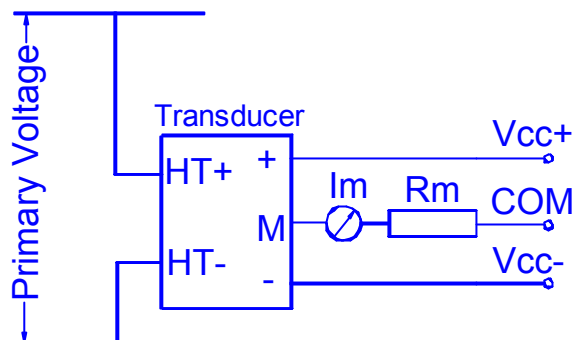 Primary Voltage
Transducer
HT+
HT-
+
M
-
Im
Rm
Vcc+
COM
Vcc-